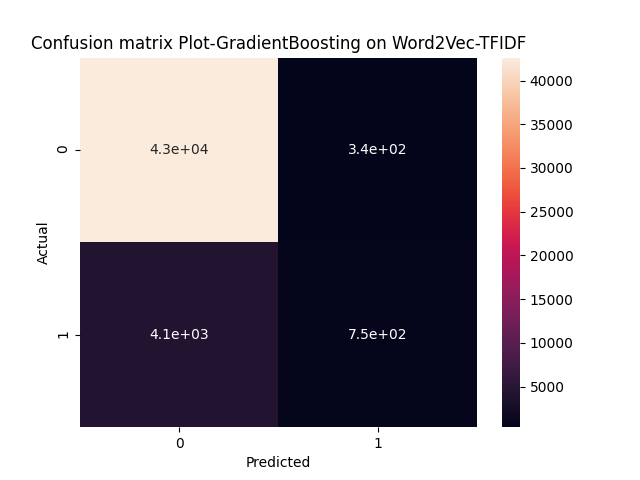 Confusion matrix Plot-GradientBoosting on Word2Vec-TFIDF
Actual
0
4.3e+04 3.4e+02
1
4.1e+03 7.5e+02
0 1
Predicted
40000
35000
30000
25000
20000
15000
10000
5000